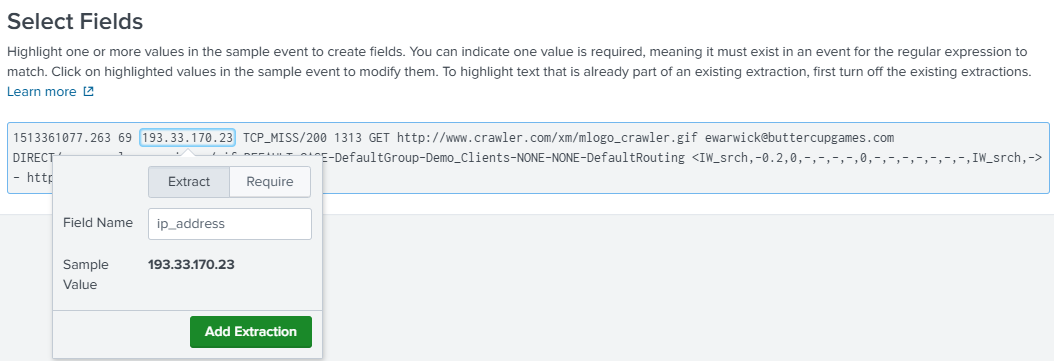 Select Fields
Highlight one or more values in the sample event to create fields. You can indicate one value is required, meaning it must exist in an event for the regular expression to
match. Click on highlighted values in the sample event to modify them. To highlight text that is already part of an existing extraction, first turn off the existing extractions.
Learn more
1513361077.263 69 193.33.170.23 TCP_MISS/200 1313 GET http://www.crawler.com/xm/mlogo_crawler.gif ewarwick@buttercupgames.com
DIRECT/ -DefaultGroup-Demo_Clients-NONE-NONE-DefaultRouting <IW_srch,-0.2,0,-,-,-,-,0,-,-,-,-,-,-,-,IW_srch,->
- http
Extract Require
Field Name ip_address
Sample 193.33.170.23
Value
Add Extraction